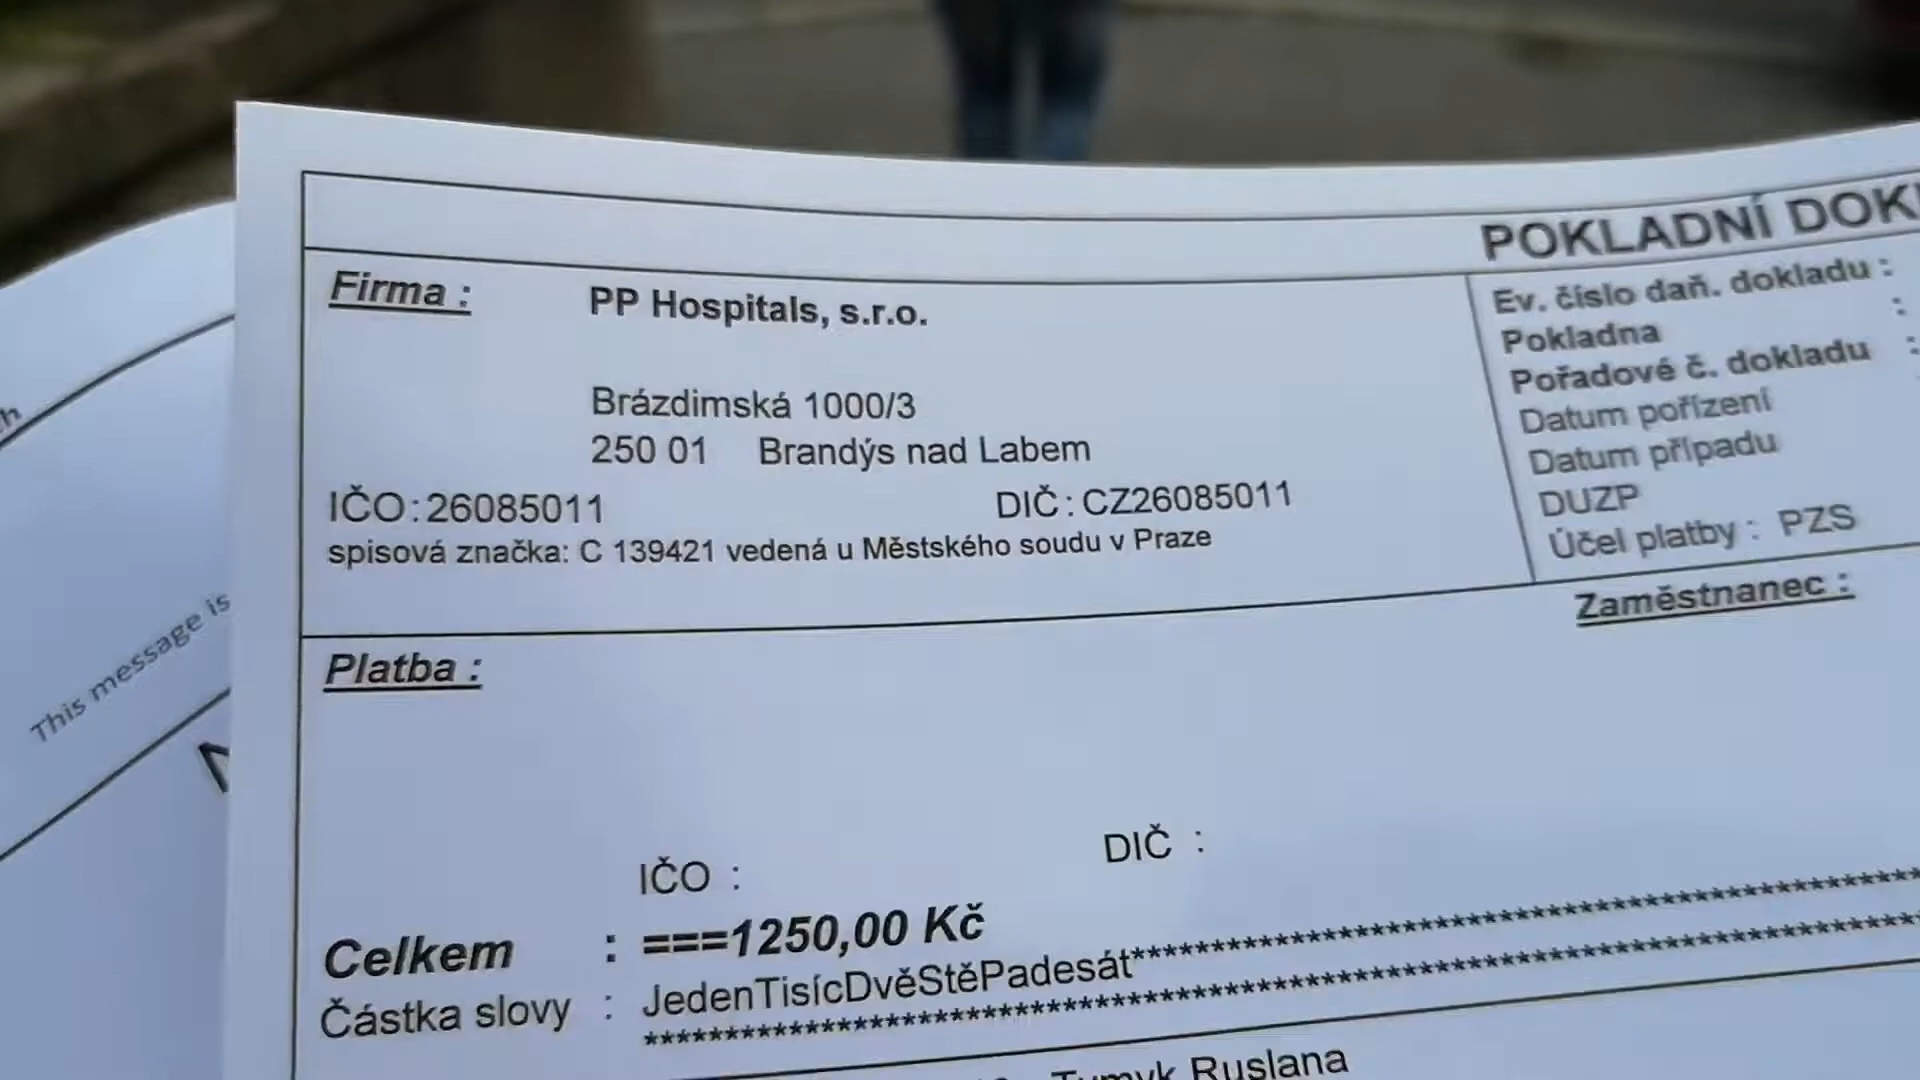 POKLADNÍ
Firma : PP Hospitals, s.r.o.
Brázdimská 1000/3
250 01 Brandýs nad Labem
IČO : 26085011 DIČ : CZ26085011
spisová značka: C 139421 vedená u Městského soudu v Praze
Ev. číslo daň. dokladu :
Pokladna :
Pořadové č. dokladu :
Datum pořízení
Datum případu
DUZP
Účel platby : PZS
Zaměstnanec :
Platba :
IČO : DIČ :
Celkem : ===1250,00 Kč
Částka slovy : JedenTisícDvěStěPadesát************************************************
********************************************************************************
Ruslana
This message is